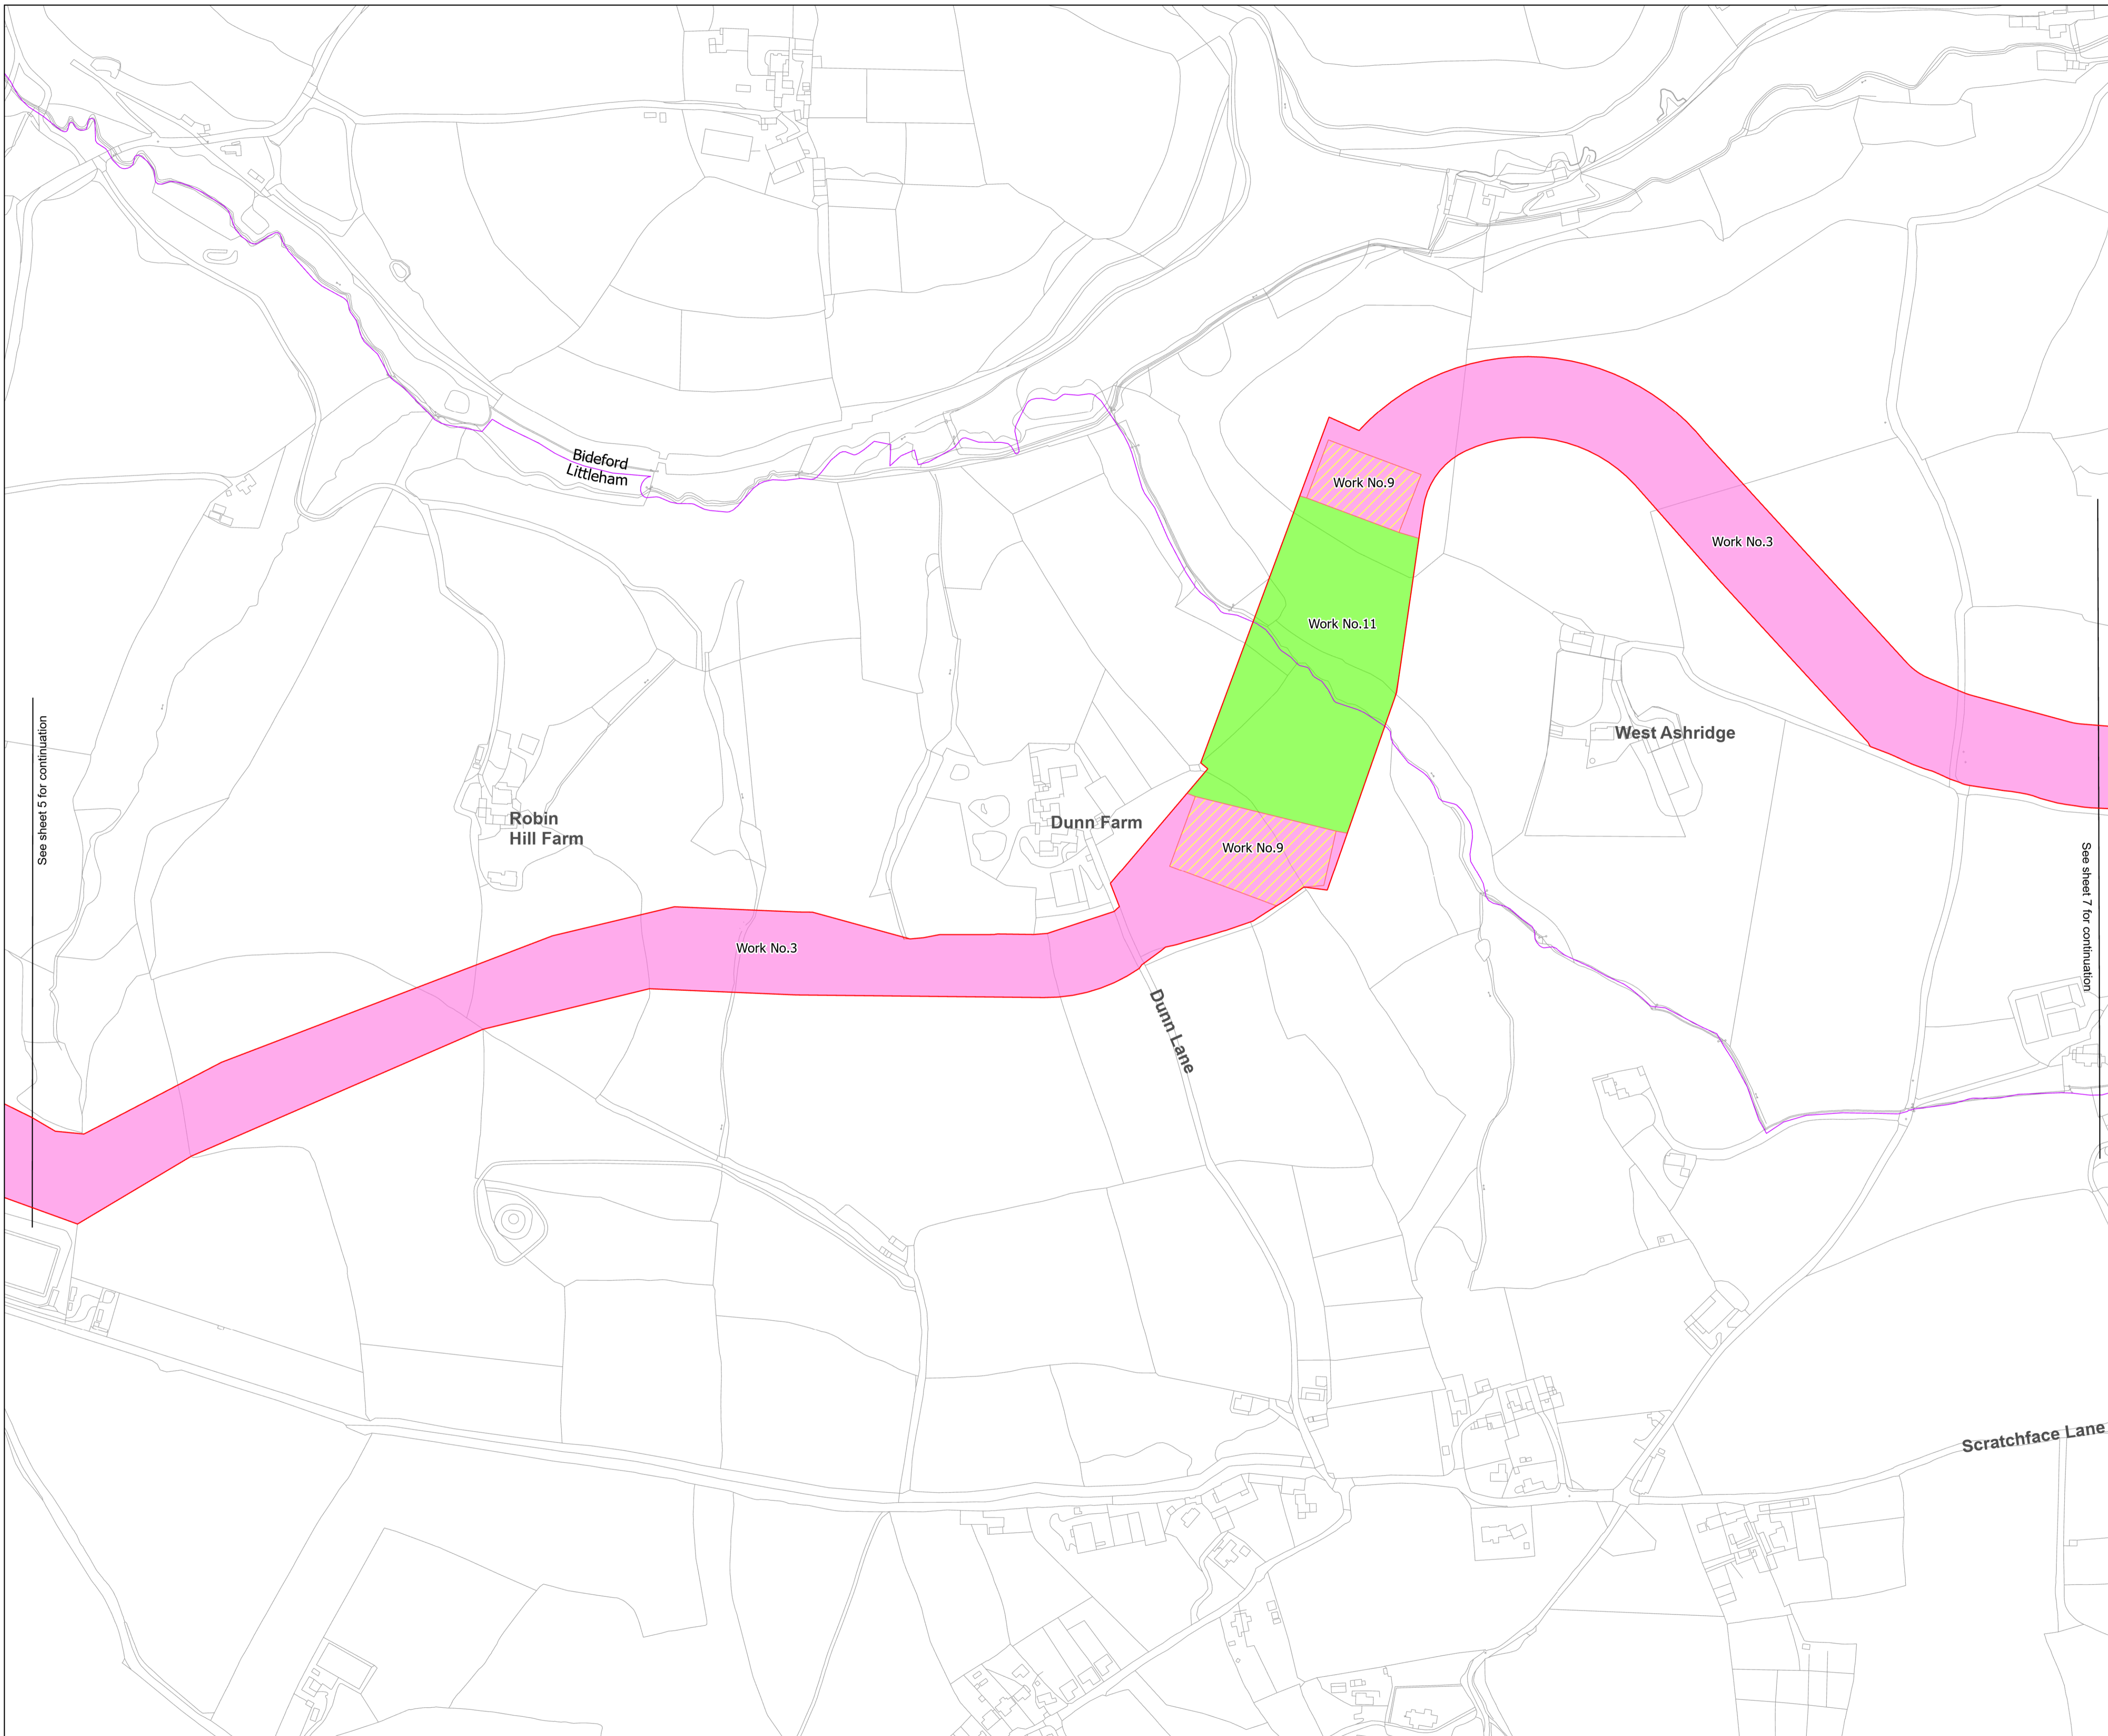 Bideford
Littleham
Work No.9
Work No.3
Work No.11
West Ashridge
See sheet 5 for continuation
Robin
Hill Farm
Dunn Farm
Work No.9
See sheet 7 for continuation
Work No.3
Dunn Lane
Scratchface Lane